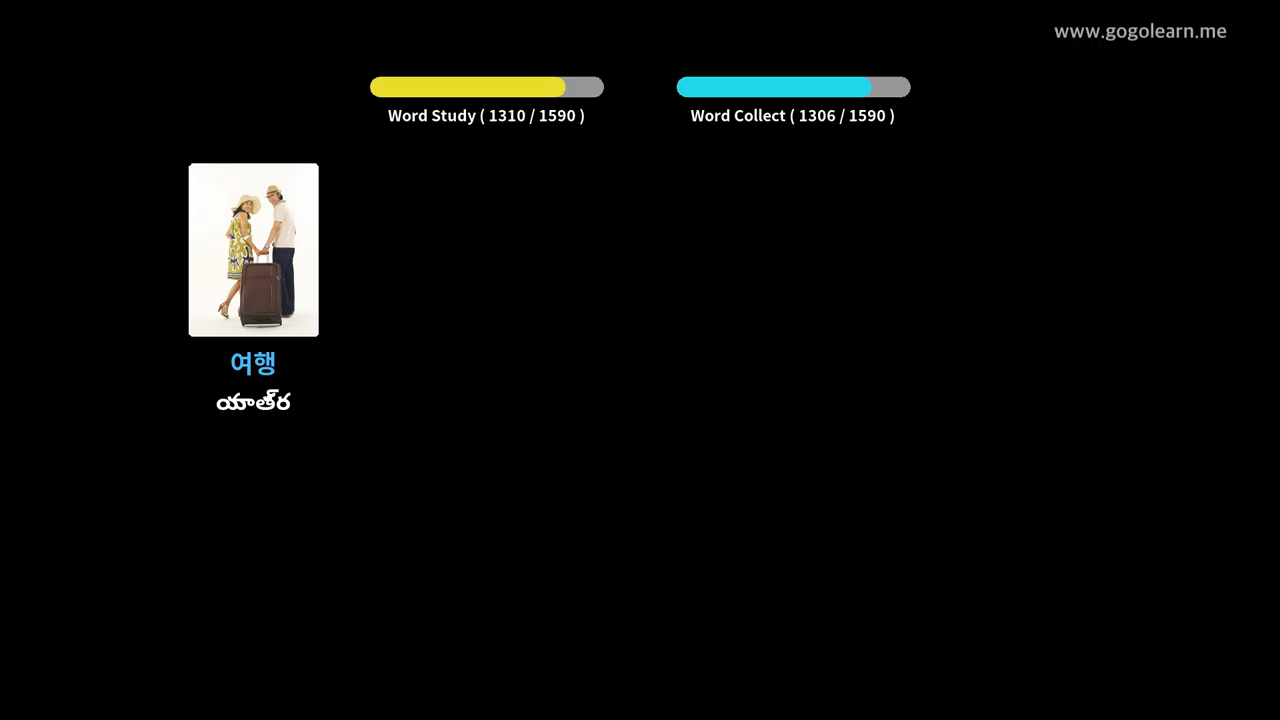 www.gogolearn.me
Word Study ( 1310 / 1590 )
Word Collect ( 1306 / 1590 )
여행
యాత్ర